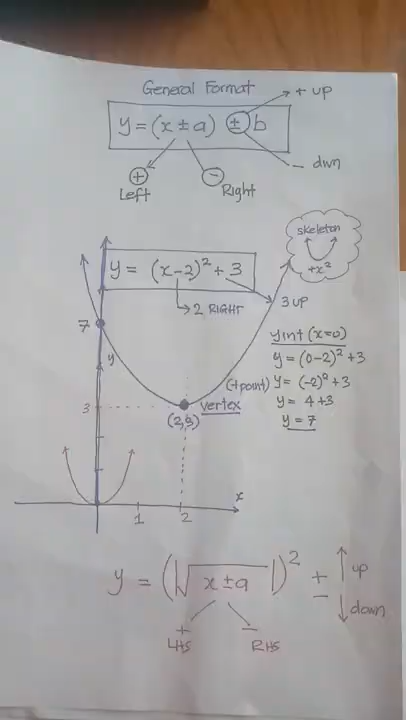 General Format
+ up
y = (x ± a) ± b
- dwn
+ -
Left Right
skeleton
+x²
y = (x-2)² + 3
→ 2 RIGHT
3 UP
7
y
yint (x=0)
y = (0-2)² + 3
(tpoint) y = (-2)² + 3
3
vertex
y = 4+3
(2,3)
y = 7
x
1 2
y = (x ± a)² ±
up
down
+ -
LHS RHS